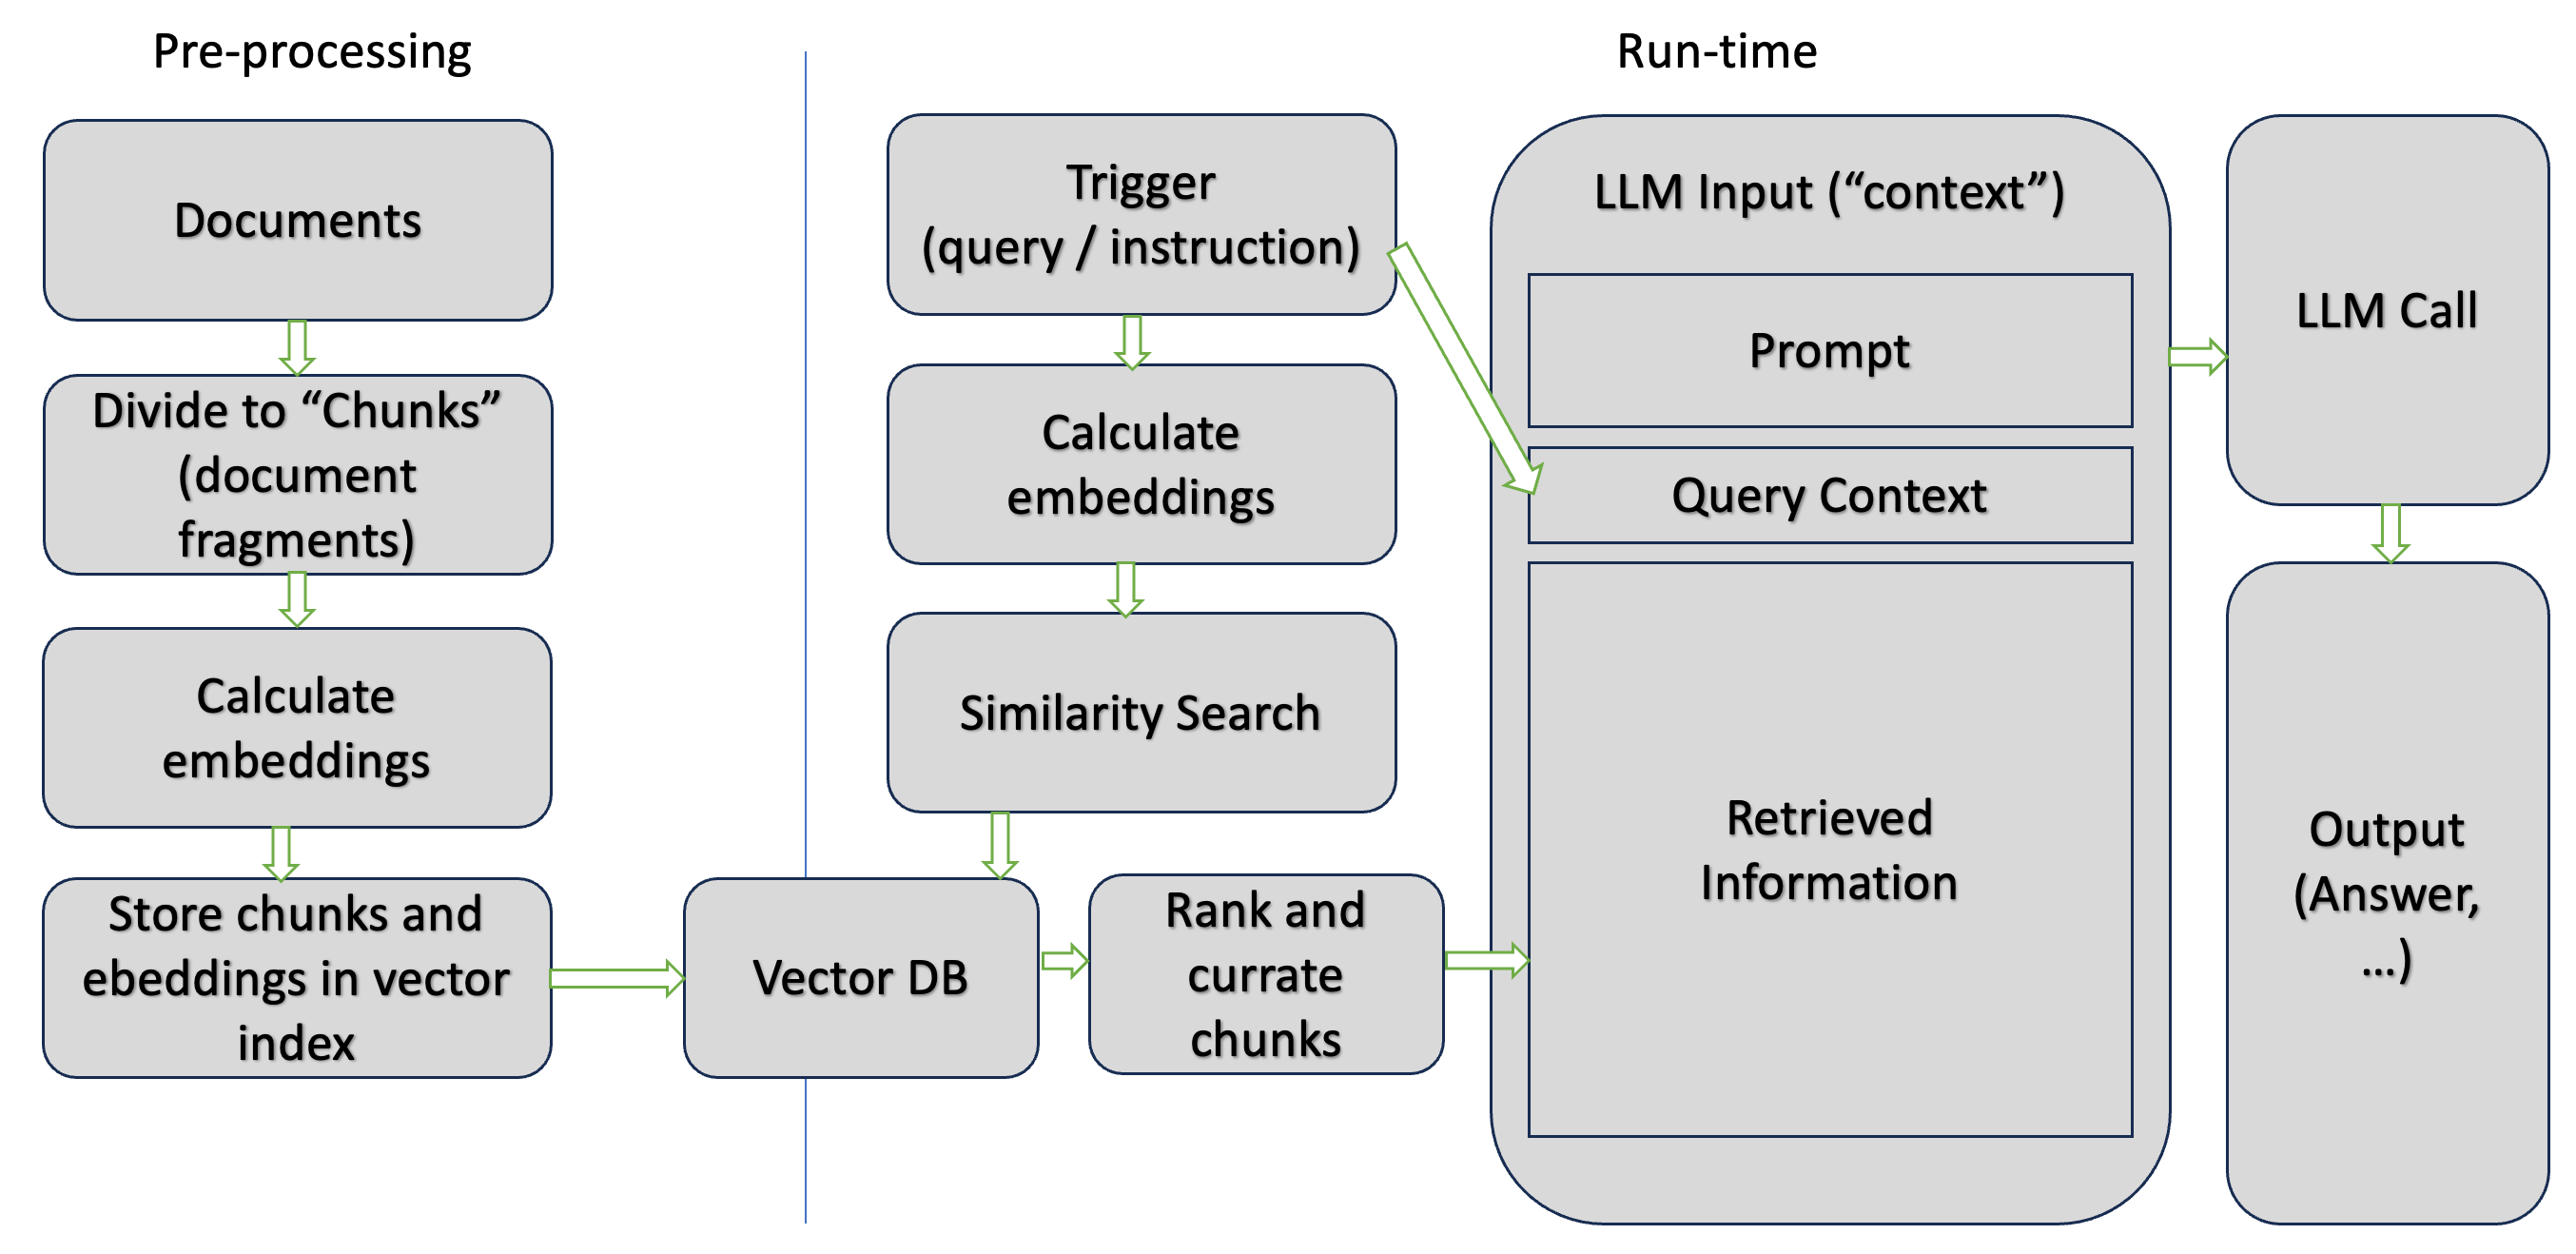 Pre-processing
Documents
Divide to “Chunks”
(document
fragments)
Calculate
embeddings
Store chunks and
ebeddings in vector
index
Vector DB
Run-time
Trigger
(query / instruction)
Calculate
embeddings
Similarity Search
Rank and
currate
chunks
LLM Input (“context”)
Prompt
Query Context
Retrieved
Information
LLM Call
Output
(Answer,
...)